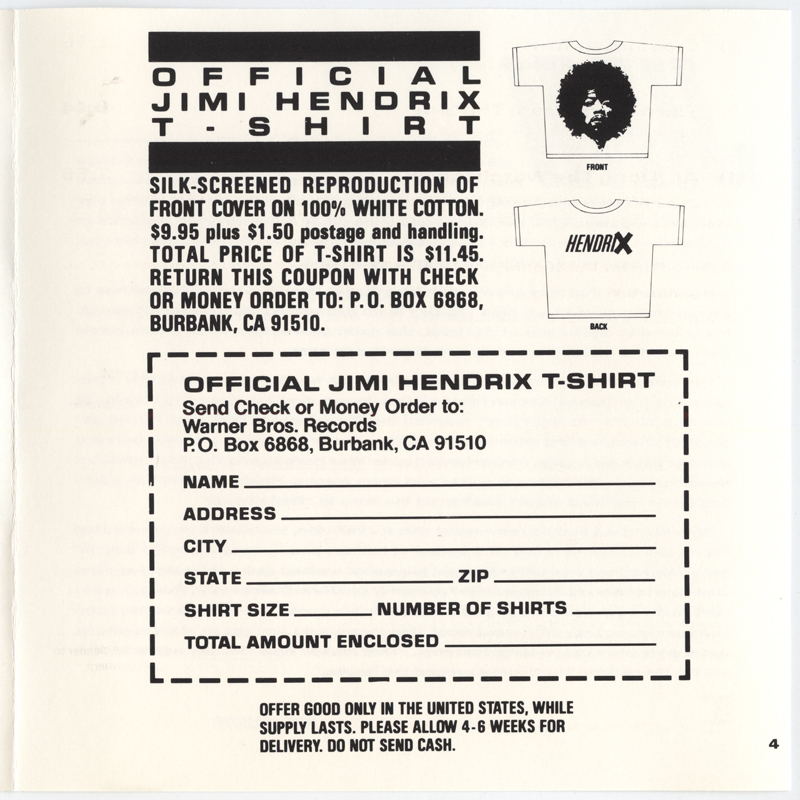 OFFICIAL
JIMI HENDRIX
T-SHIRT
SILK-SCREENED REPRODUCTION OF
FRONT COVER ON 100% WHITE COTTON.
$9.95 plus $1.50 postage and handling.
TOTAL PRICE OF T-SHIRT IS $11.45.
RETURN THIS COUPON WITH CHECK
OR MONEY ORDER TO: P.O. BOX 6868,
BURBANK, CA 91510.
FRONT
HENDRIX
BACK
OFFICIAL JIMI HENDRIX T-SHIRT
Send Check or Money Order to:
Warner Bros. Records
P.O. Box 6868, Burbank, CA 91510
NAME
ADDRESS
CITY
STATE ZIP
SHIRT SIZE NUMBER OF SHIRTS
TOTAL AMOUNT ENCLOSED
OFFER GOOD ONLY IN THE UNITED STATES, WHILE
SUPPLY LASTS. PLEASE ALLOW 4-6 WEEKS FOR
DELIVERY. DO NOT SEND CASH.
4